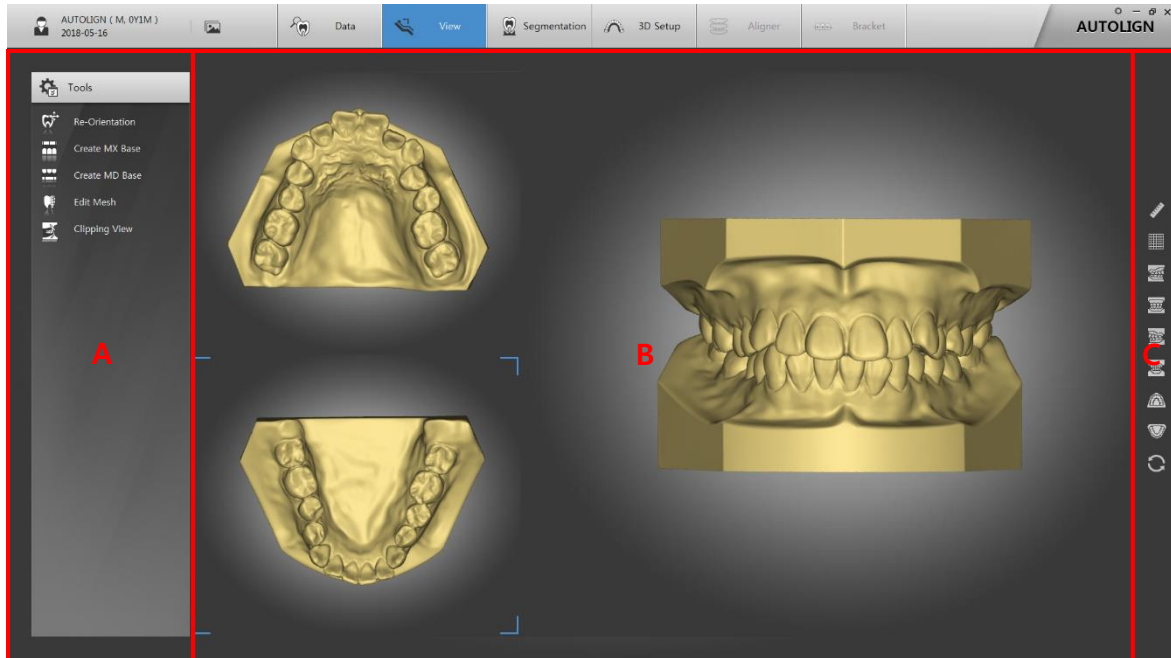 AUTOLIGN ( M, 0Y1M )
2018-05-16
Data
View
Segmentation
3D Setup
Aligner
Bracket
AUTOLIGN
Tools
Re-Orientation
Create MX Base
Create MD Base
Edit Mesh
Clipping View
A
B
C